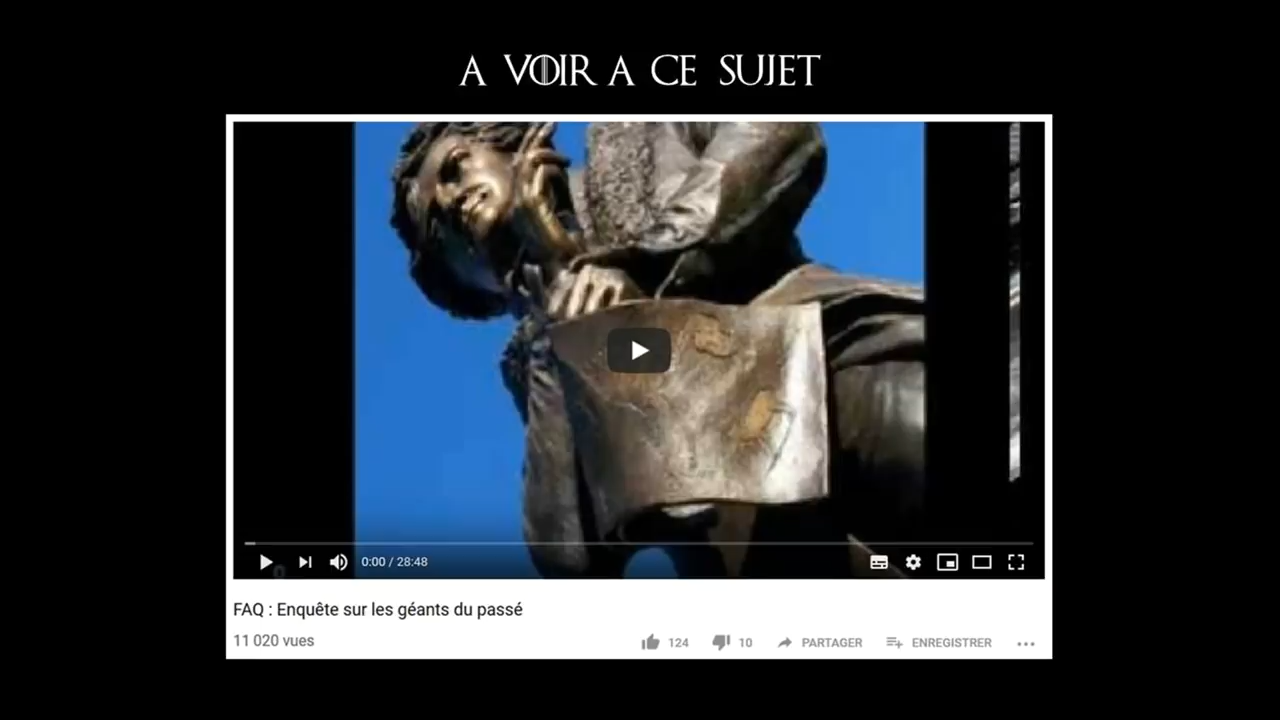 A VOIR A CE SUJET
0:00 / 28:48
FAQ : Enquête sur les géants du passé
11 020 vues
124
10
PARTAGER
ENREGISTRER